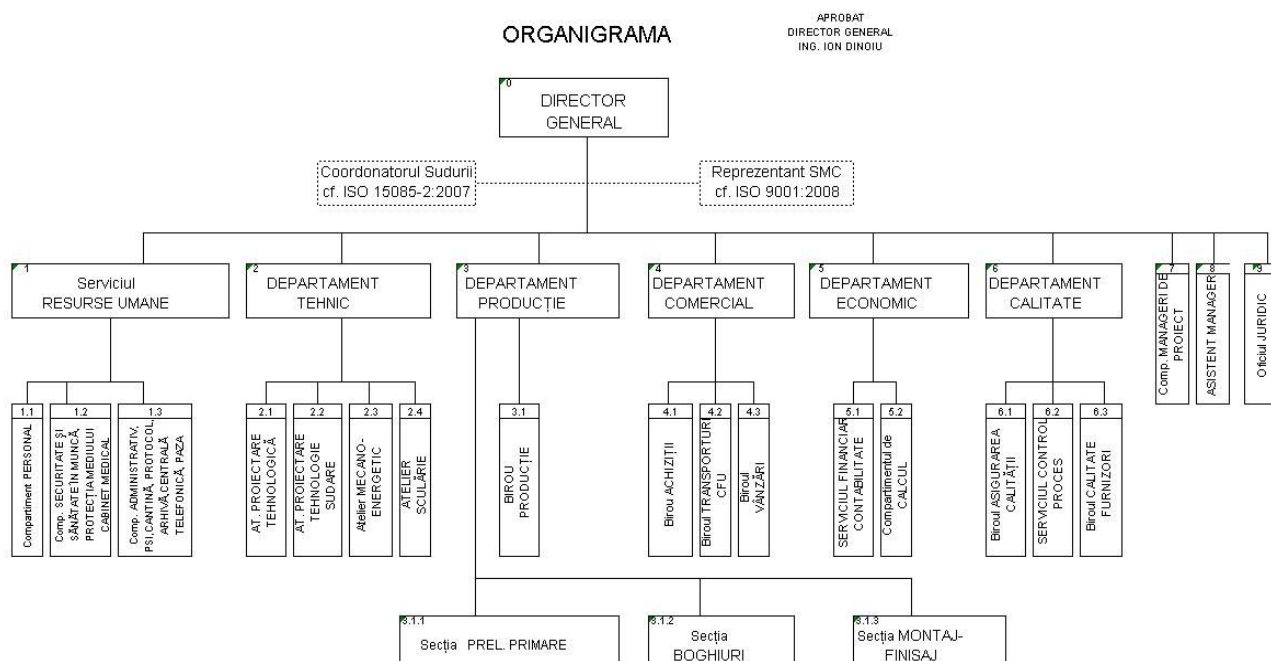 ORGANIGRAMA
APROBAT
DIRECTOR GENERAL
ING. ION DINOIU
0
DIRECTOR
GENERAL
Coordonatorul Sudurii
cf. ISO 15085-2:2007
Reprezentant SMC
cf. ISO 9001:2008
1
Serviciul
RESURSE UMANE
2
DEPARTAMENT
TEHNIC
3
DEPARTAMENT
PRODUCȚIE
4
DEPARTAMENT
COMERCIAL
5
DEPARTAMENT
ECONOMIC
6
DEPARTAMENT
CALITATE
7
Comp. MANAGERI DE
PROIECT
8
ASISTENT MANAGER
9
Oficiul JURIDIC
1.1
Compartiment PERSONAL
1.2
Comp. SECURITATE ȘI
SĂNĂTATE ÎN MUNCĂ,
PROTECȚIA MEDIULUI
CABINET MEDICAL
1.3
Comp. ADMINISTRATIV,
PSI,CANTINĂ, PROTOCOL,
ARHIVĂ,CENTRALĂ
TELEFONICĂ, PAZA
2.1
AT. PROIECTARE
TEHNOLOGICĂ
2.2
AT. PROIECTARE
TEHNOLOGIE
SUDARE
2.3
Atelier MECANO-
ENERGETIC
2.4
ATELIER
SCULĂRIE
3.1
BIROU
PRODUCȚIE
4.1
Birou ACHIZIȚII
4.2
Biroul TRANSPORTURI
CFU
4.3
Biroul
VÂNZĂRI
5.1
SERVICIUL FINANCIAR
CONTABILITATE
5.2
Compartimentul de
CALCUL
6.1
Biroul ASIGURAREA
CALITĂȚII
6.2
SERVICIUL CONTROL
PROCES
6.3
Biroul CALITATE
FURNIZORI
3.1.1
Secția PREL. PRIMARE
3.1.2
Secția
BOGHIURI
3.1.3
Secția MONTAJ-
FINISAJ